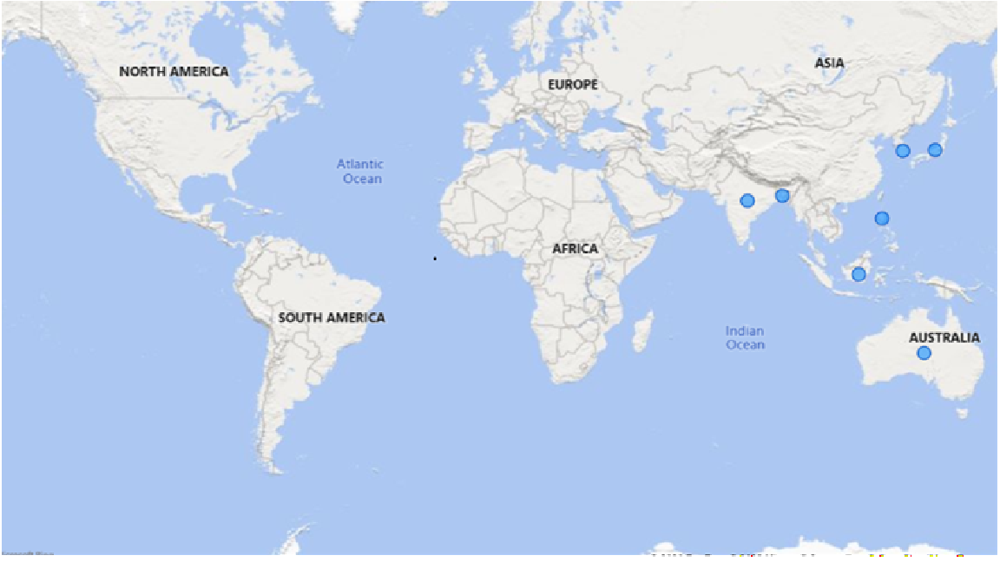 NORTH AMERICA
ASIA
EUROPE
Atlantic
Ocean
AFRICA
SOUTH AMERICA
Indian
Ocean
AUSTRALIA